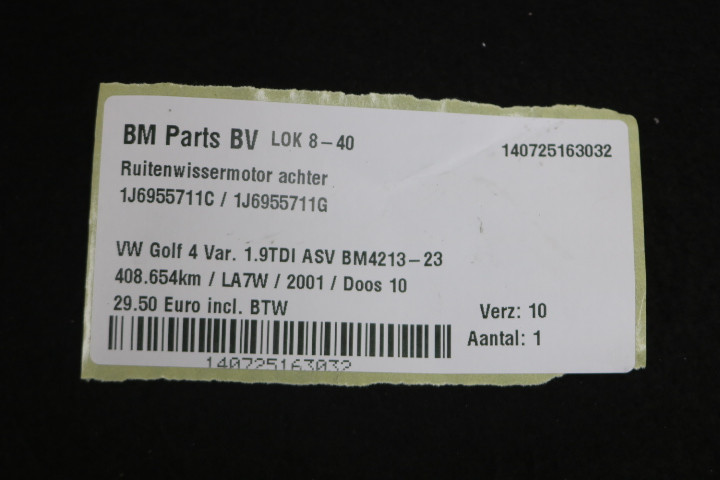 BM Parts BV LOK 8-40
140725163032
Ruitenwissermotor achter
1J6955711C / 1J6955711G
VW Golf 4 Var. 1.9TDI ASV BM4213-23
408.654km / LA7W / 2001 / Doos 10
29.50 Euro incl. BTW
Verz: 10
Aantal: 1
140725163032